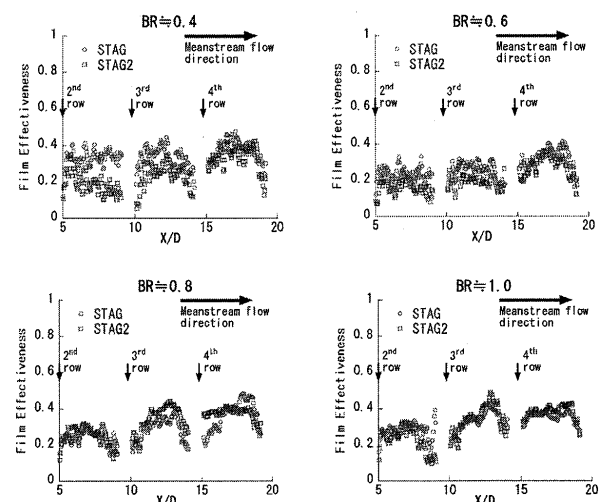 BR≒0.4
Film Effectiveness
1
0.8
0.6
0.4
0.2
0
STAG
STAG2
Meanstream flow
direction
2nd
row
3rd
row
4th
row
5
10
15
20
X/D
BR≒0.6
Film Effectiveness
1
0.8
0.6
0.4
0.2
0
STAG
STAG2
Meanstream flow
direction
2nd
row
3rd
row
4th
row
5
10
15
20
X/D
BR≒0.8
Film Effectiveness
1
0.8
0.6
0.4
0.2
0
STAG
STAG2
Meanstream flow
direction
2nd
row
3rd
row
4th
row
5
10
15
20
X/D
BR≒1.0
Film Effectiveness
1
0.8
0.6
0.4
0.2
0
STAG
STAG2
Meanstream flow
direction
2nd
row
3rd
row
4th
row
5
10
15
20
X/D